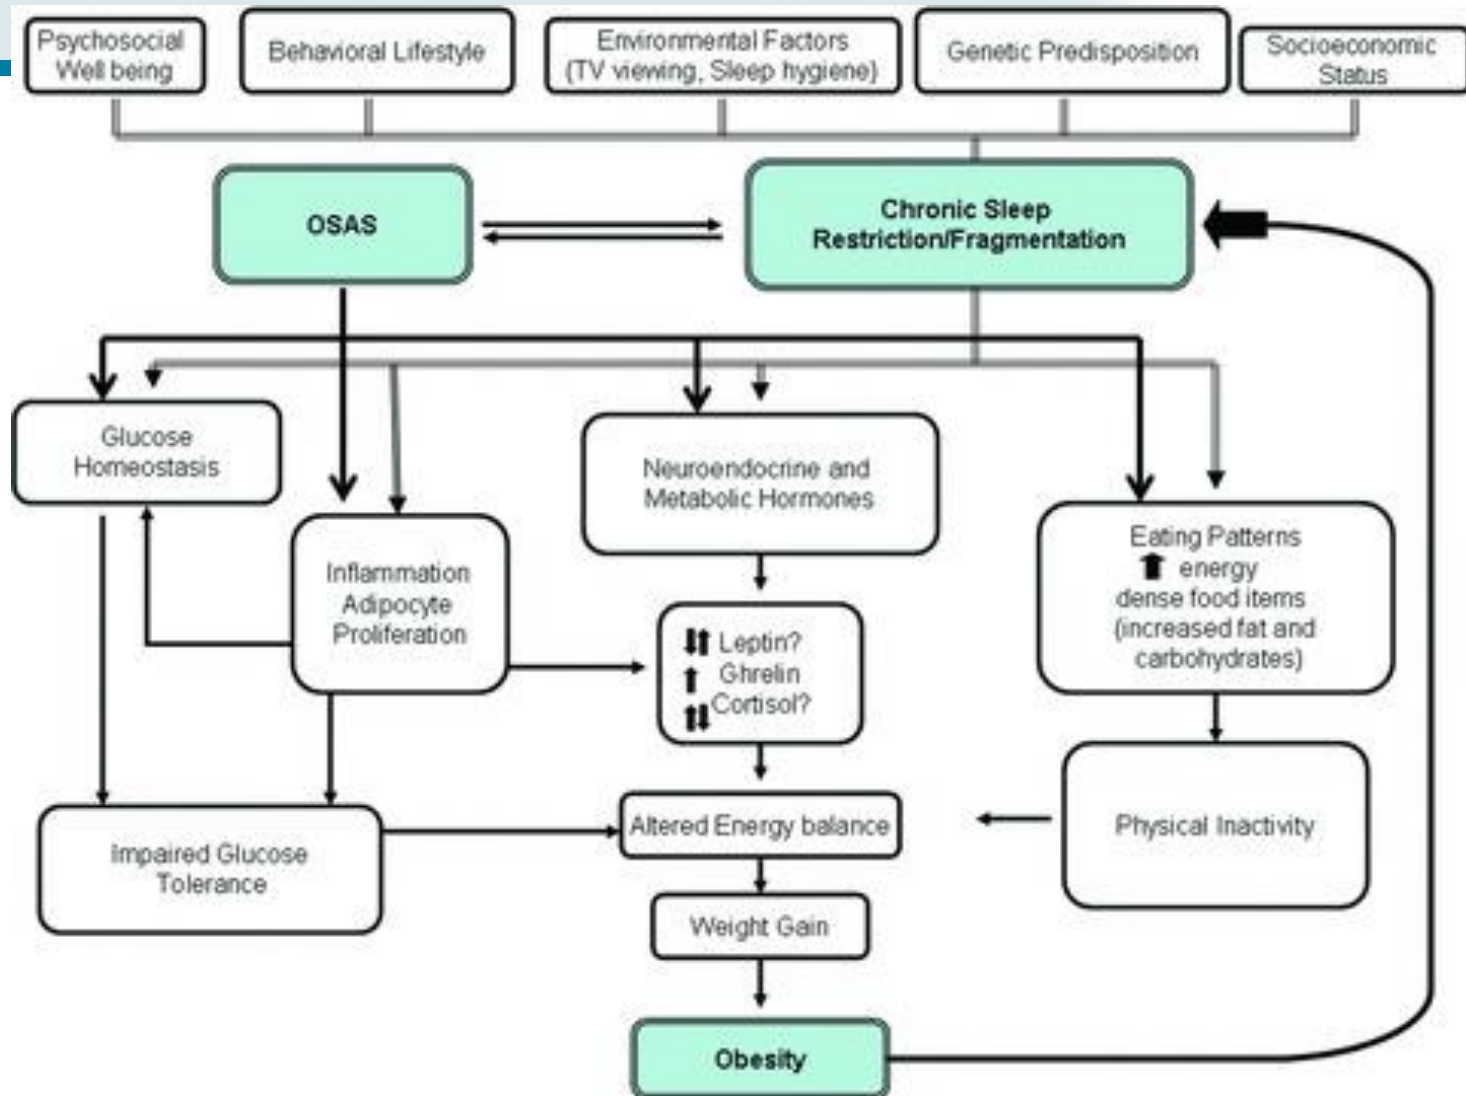 Psychosocial
Well being
Behavioral Lifestyle
Environmental Factors
(TV viewing, Sleep hygiene)
Genetic Predisposition
Socioeconomic
Status
OSAS
Chronic Sleep
Restriction/Fragmentation
Glucose
Homeostasis
Inflammation
Adipocyte
Proliferation
Neuroendocrine and
Metabolic Hormones
Eating Patterns
⬆ energy
dense food items
(increased fat and
carbohydrates)
⬇⬆ Leptin?
⬆ Ghrelin
⬆⬇ Cortisol?
Impaired Glucose
Tolerance
Altered Energy balance
Physical Inactivity
Weight Gain
Obesity